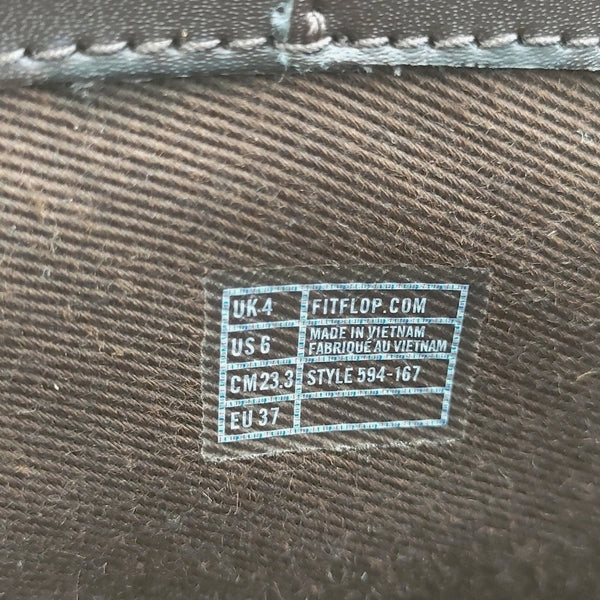 UK 4 FITFLOP.COM
US 6 MADE IN VIETNAM
FABRIQUÉ AU VIETNAM
CM 23.3 STYLE 594-167
EU 37